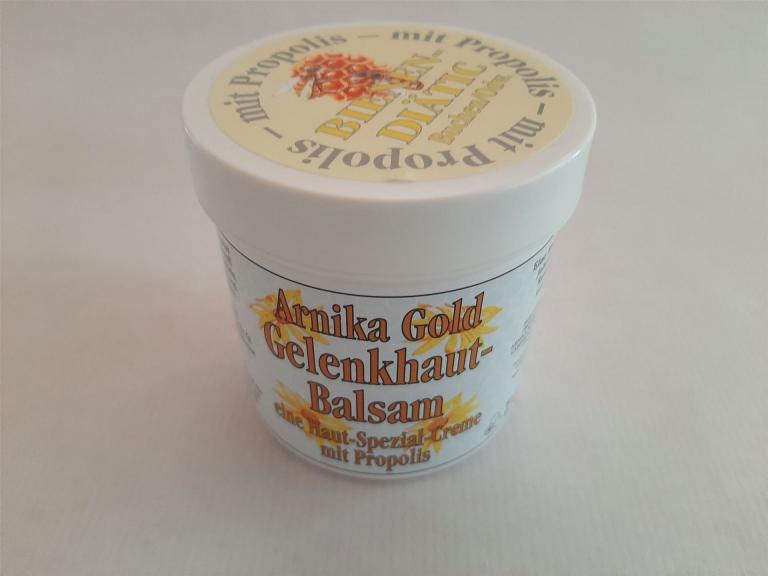 mit Propolis – mit Propolis – mit Propolis –
BIENEN-
DIÄTIC
Arnika Gold
Gelenkhaut-
Balsam
eine Haut-Spezial-Creme
mit Propolis